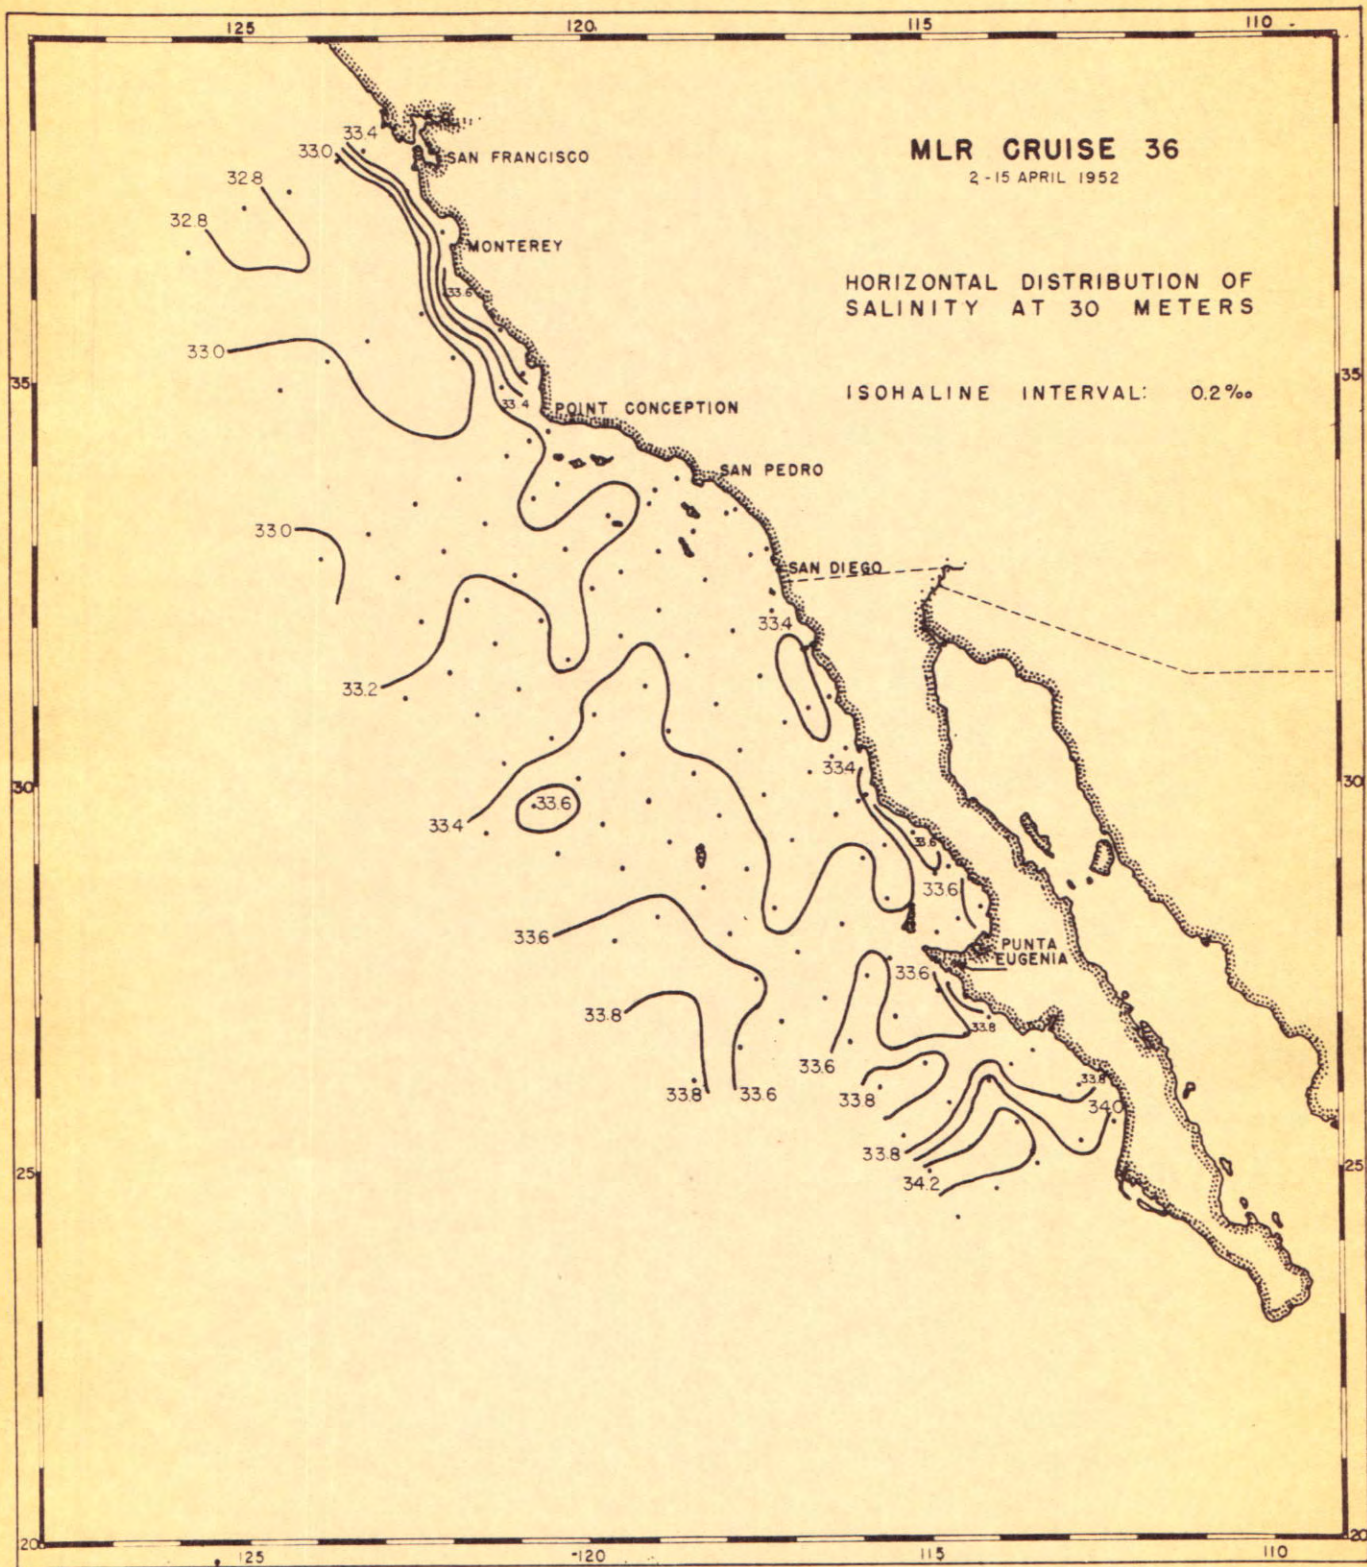 125 120 115 110
MLR CRUISE 36
2-15 APRIL 1952
HORIZONTAL DISTRIBUTION OF
SALINITY AT 30 METERS
ISOHALINE INTERVAL: 0.2‰
33.4
33.0
SAN FRANCISCO
32.8
32.8
MONTEREY
33.6
33.0
35 35
33.4
POINT CONCEPTION
SAN PEDRO
33.0
SAN DIEGO
33.4
33.2
33.4
30 30
33.6
33.4
33.6
33.6
33.6
PUNTA
EUGENIA
33.6
33.8
33.8
33.6
33.8
33.6
33.8
33.8
34.0
33.8
34.2
25 25
20 20
125 120 115 110